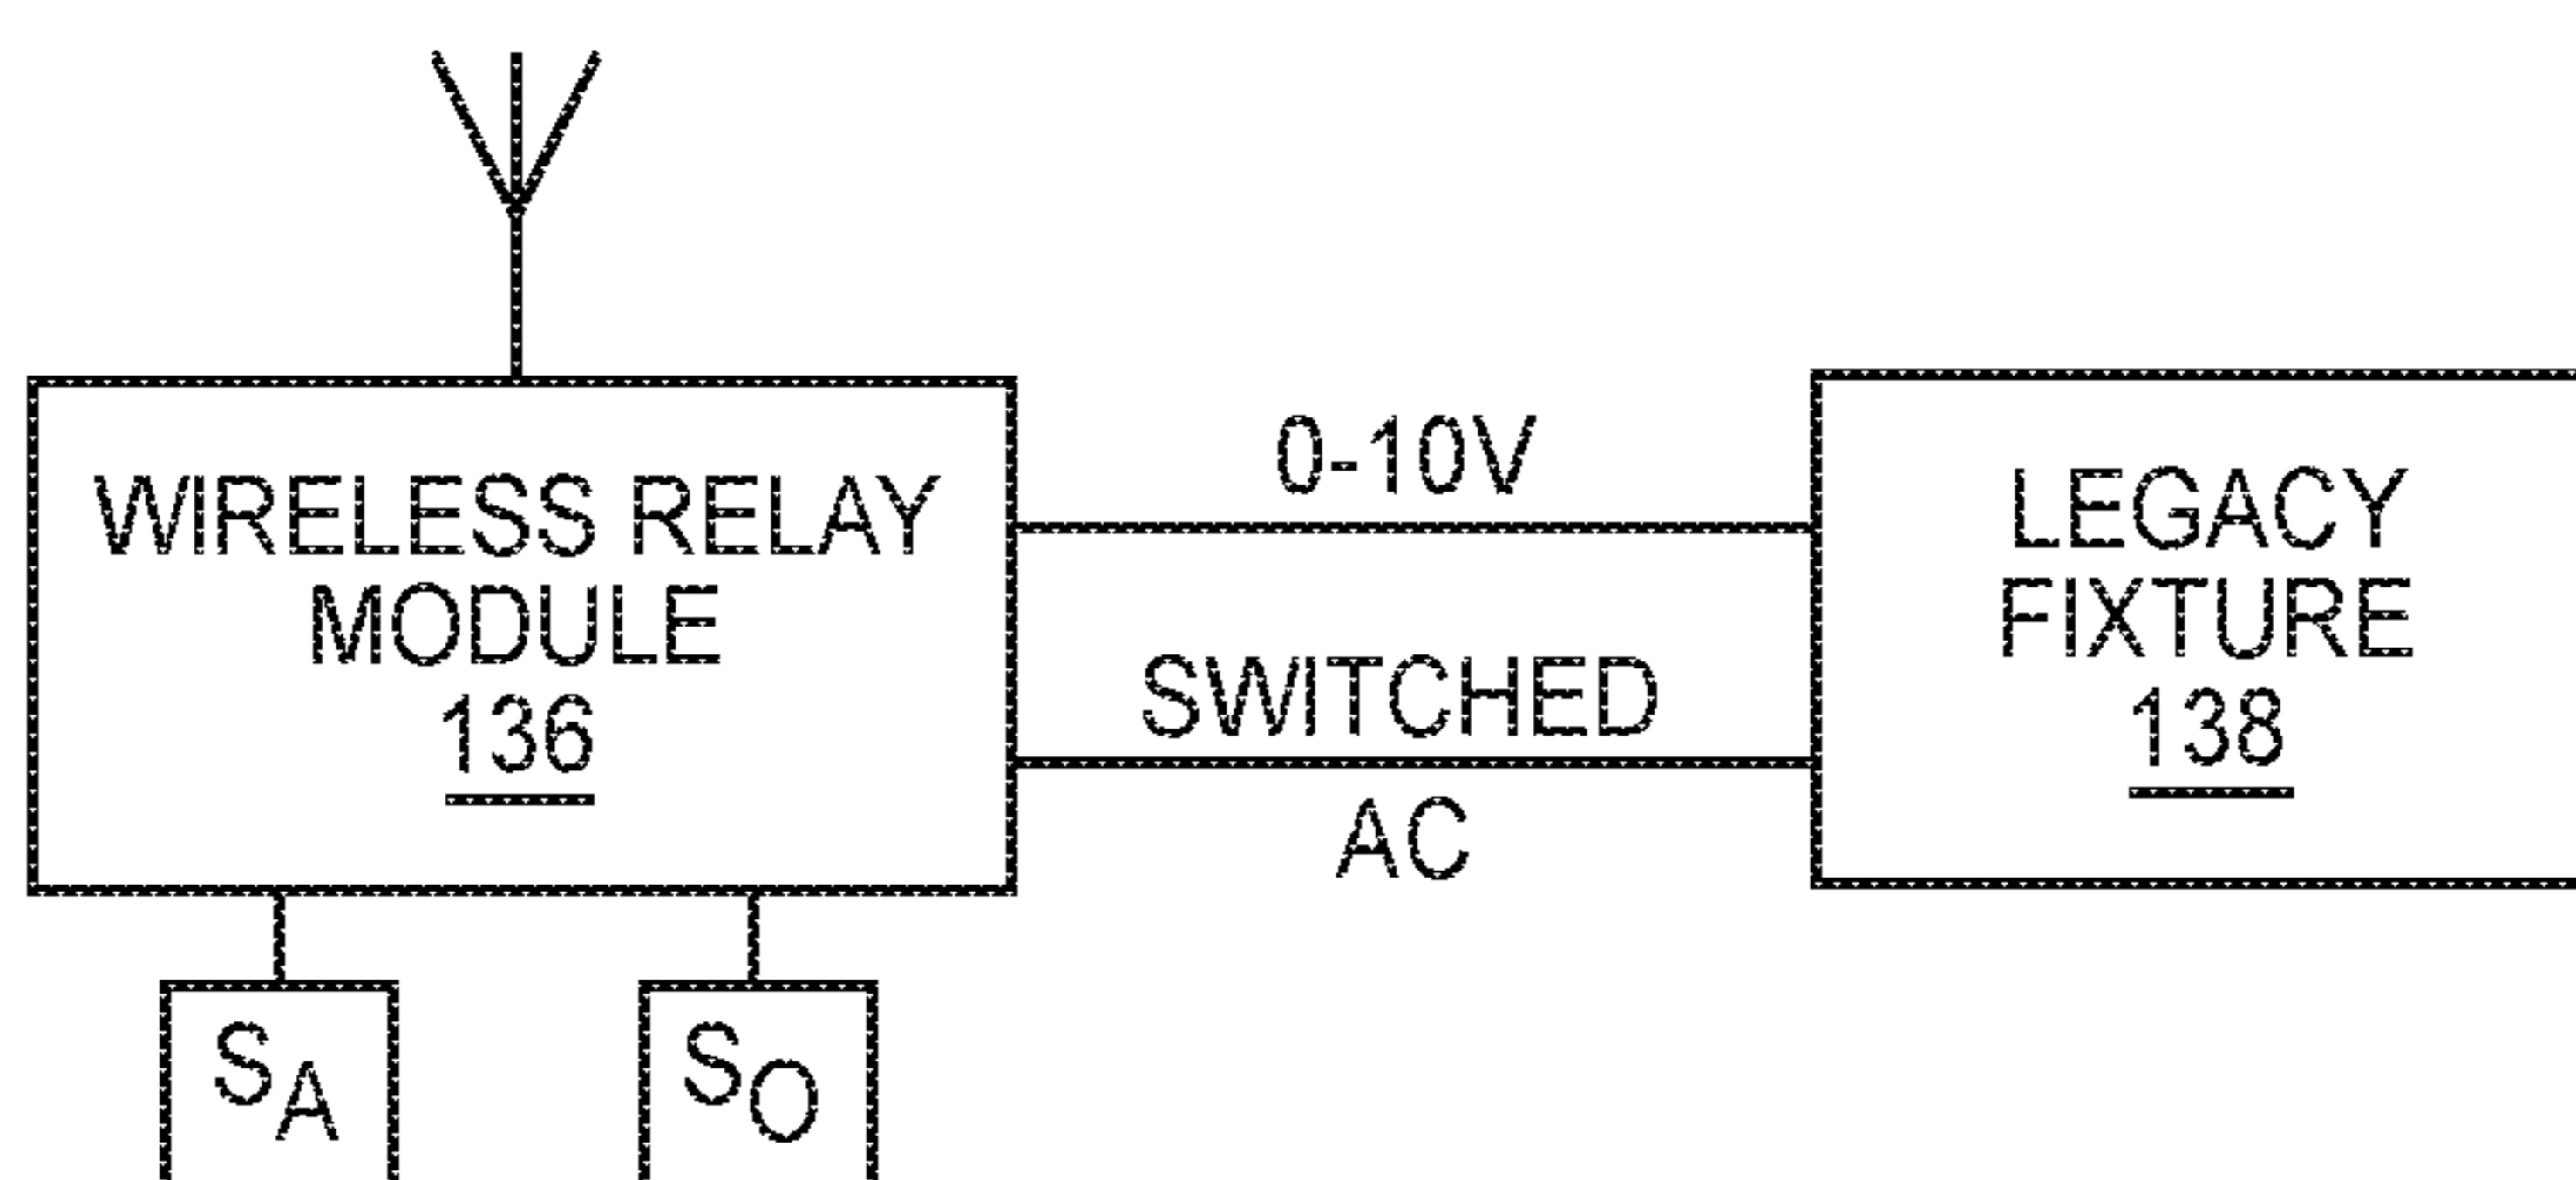 WIRELESS RELAY
MODULE
136
0-10V
SWITCHED
AC
LEGACY
FIXTURE
138
SA
SO